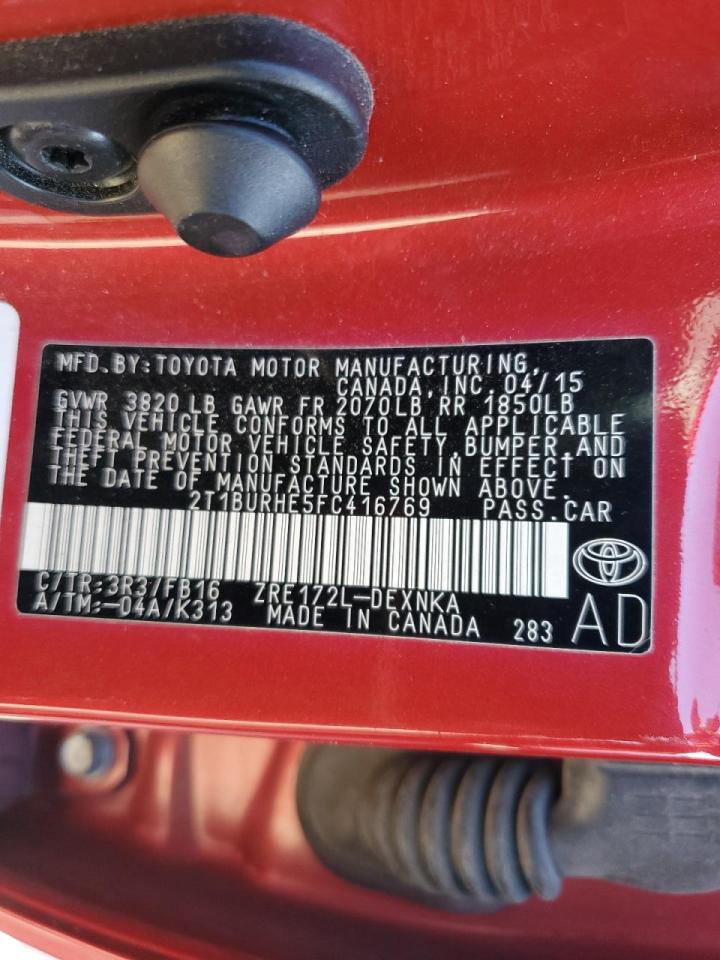 MFD.BY:TOYOTA MOTOR MANUFACTURING,
CANADA,INC.04/15
GVWR 3820 LB GAWR FR 2070LB RR 1850LB
THIS VEHICLE CONFORMS TO ALL APPLICABLE
FEDERAL MOTOR VEHICLE SAFETY,BUMPER,AND
THEFT PREVENTION STANDARDS IN EFFECT ON
THE DATE OF MANUFACTURE SHOWN ABOVE.
2T1BURHE5FC416769 PASS.CAR
C/TR:3R3/FB16 ZRE172L-DEXNKA
A/TM:-04A/K313 MADE IN CANADA 283 AD